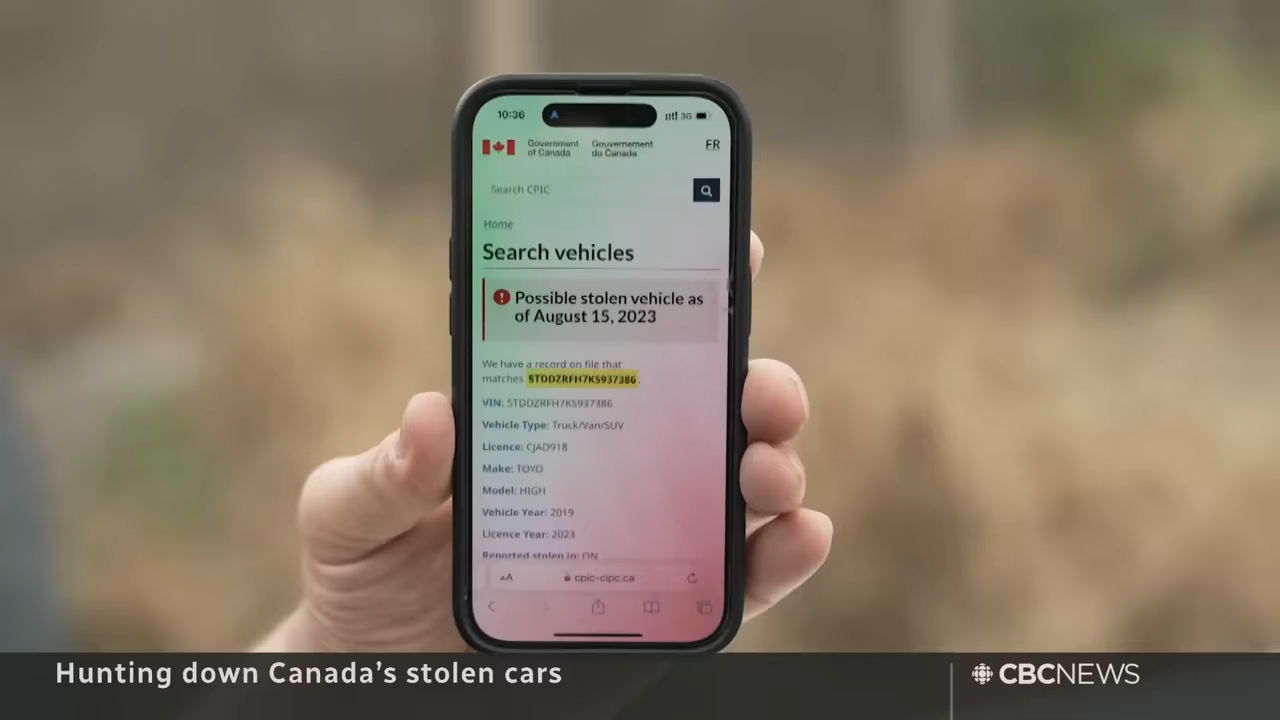 10:36
3G
Government of Canada
Gouvernement du Canada
FR
Search CPIC
Home
Search vehicles
Possible stolen vehicle as
of August 15, 2023
We have a record on file that
matches 5TDDZRFH7KS937386.
VIN: 5TDDZRFH7KS937386
Vehicle Type: Truck/Van/SUV
Licence: CJAD918
Make: TOYO
Model: HIGH
Vehicle Year: 2019
Licence Year: 2023
Reported stolen in: ON
AA
cpic-cipc.ca
Hunting down Canada's stolen cars
CBCNEWS